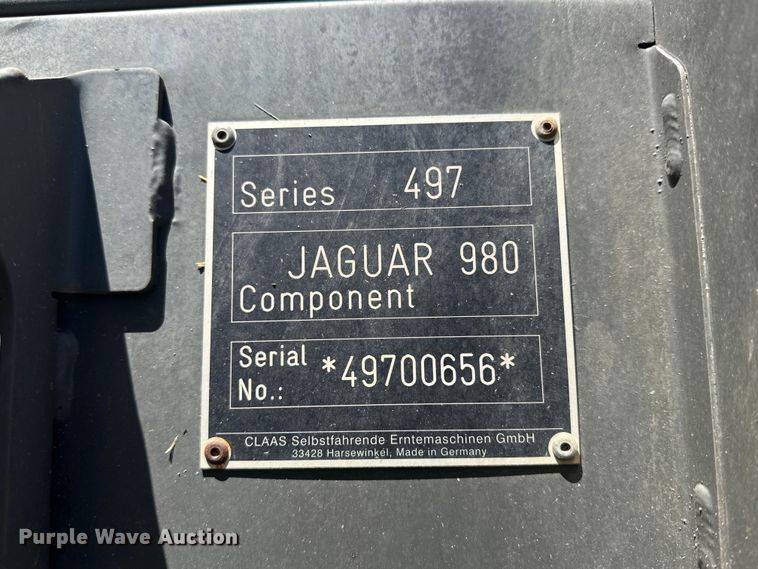 Series 497
JAGUAR 980
Component
Serial
No.: *49700656*
CLAAS Selbstfahrende Erntemaschinen GmbH
33428 Harsewinkel, Made in Germany
Purple Wave Auction